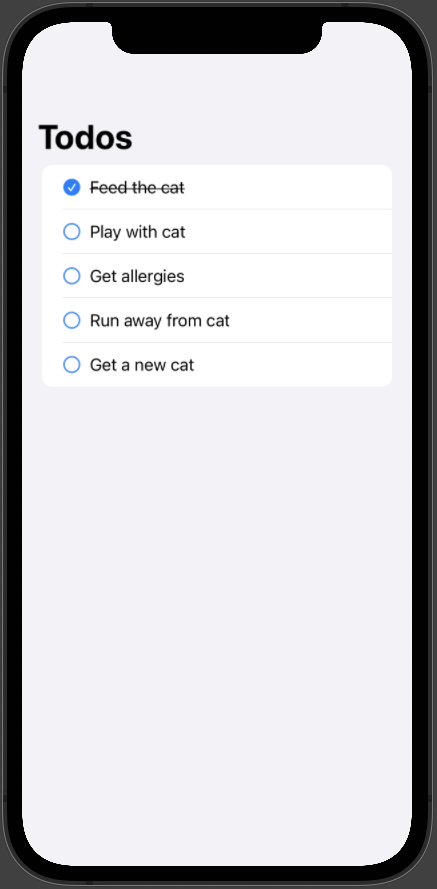 Todos
Feed the cat
Play with cat
Get allergies
Run away from cat
Get a new cat